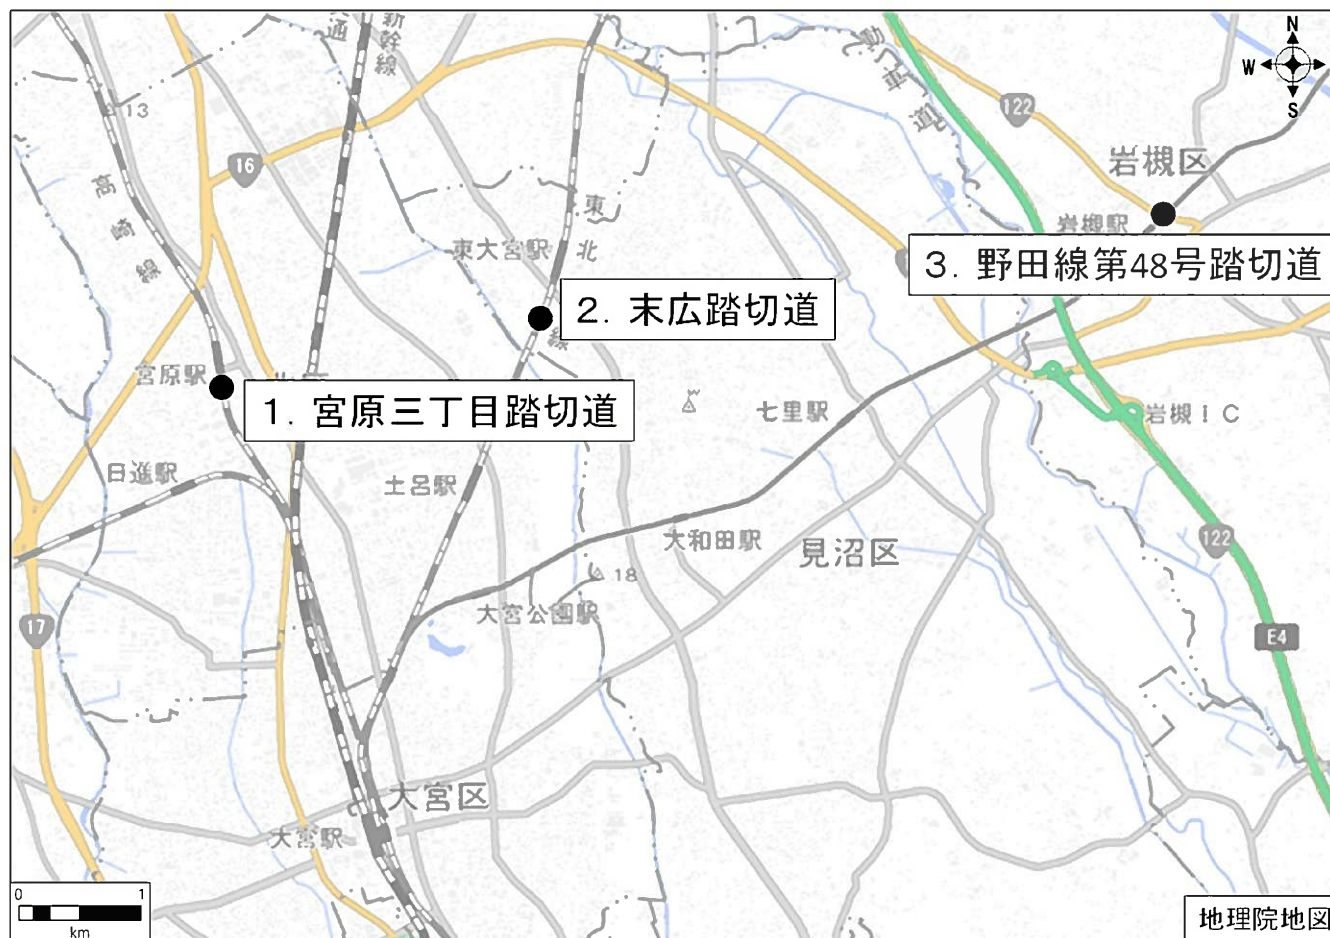 新幹線
通
N
W
S
13
122
動車道
岩槻区
16
高崎線
東
北
線
東大宮駅
岩槻駅
3. 野田線第48号踏切道
2. 末広踏切道
宮原駅
1. 宮原三丁目踏切道
七里駅
岩槻IC
日進駅
土呂駅
大和田駅
見沼区
122
18
大宮公園駅
17
E4
大宮区
大宮駅
0 1
km
地理院地図